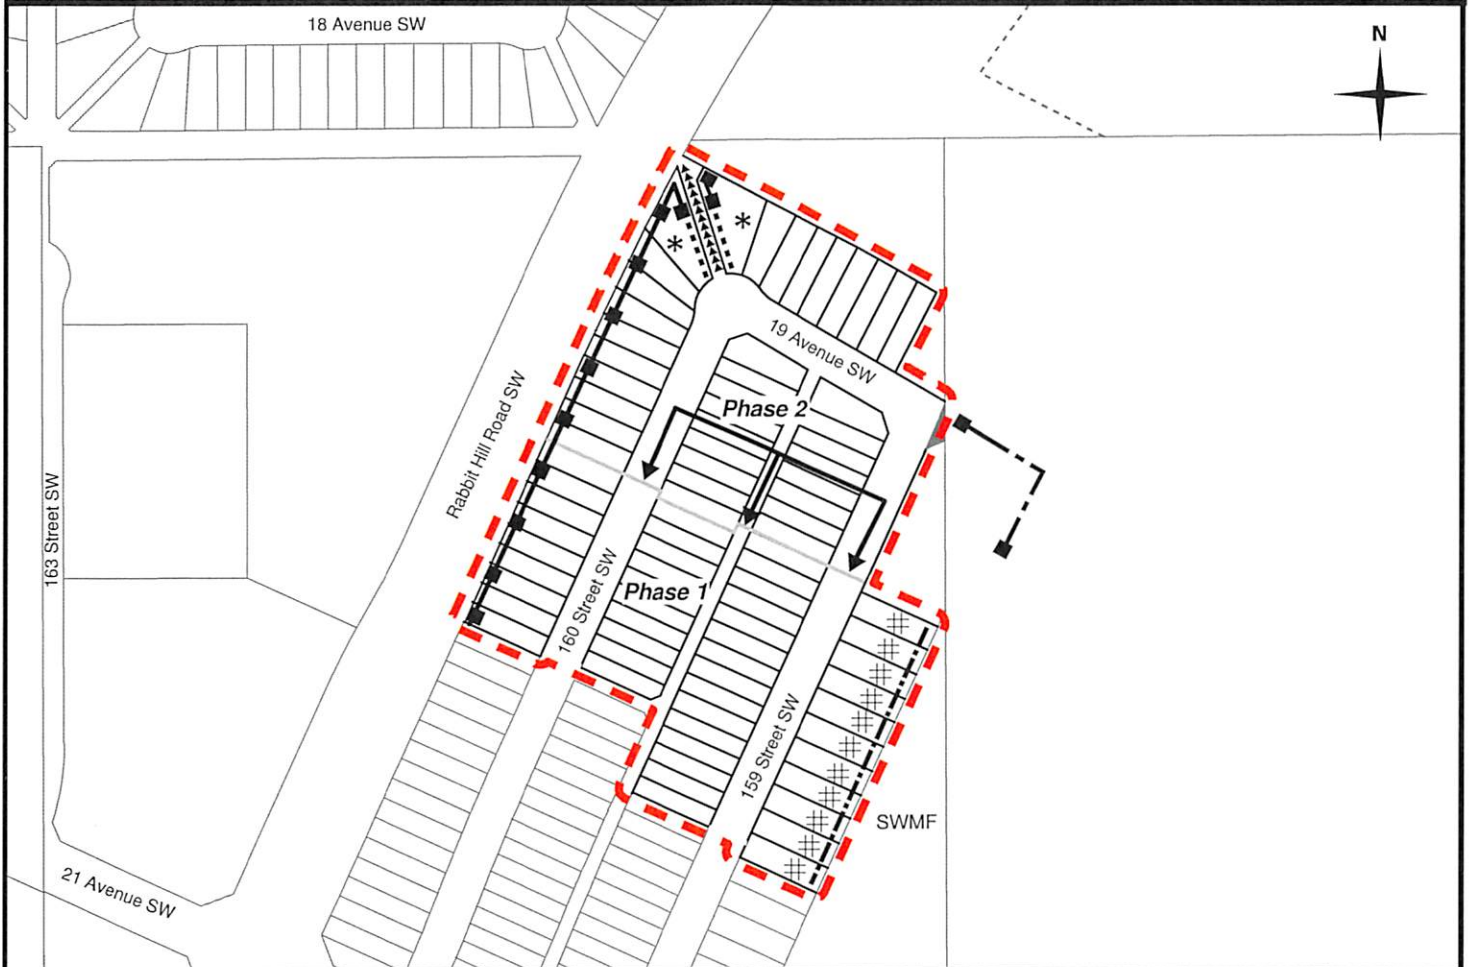 18 Avenue SW
N
19 Avenue SW
Phase 2
Rabbit Hill Road SW
163 Street SW
160 Street SW
Phase 1
159 Street SW
SWMF
21 Avenue SW